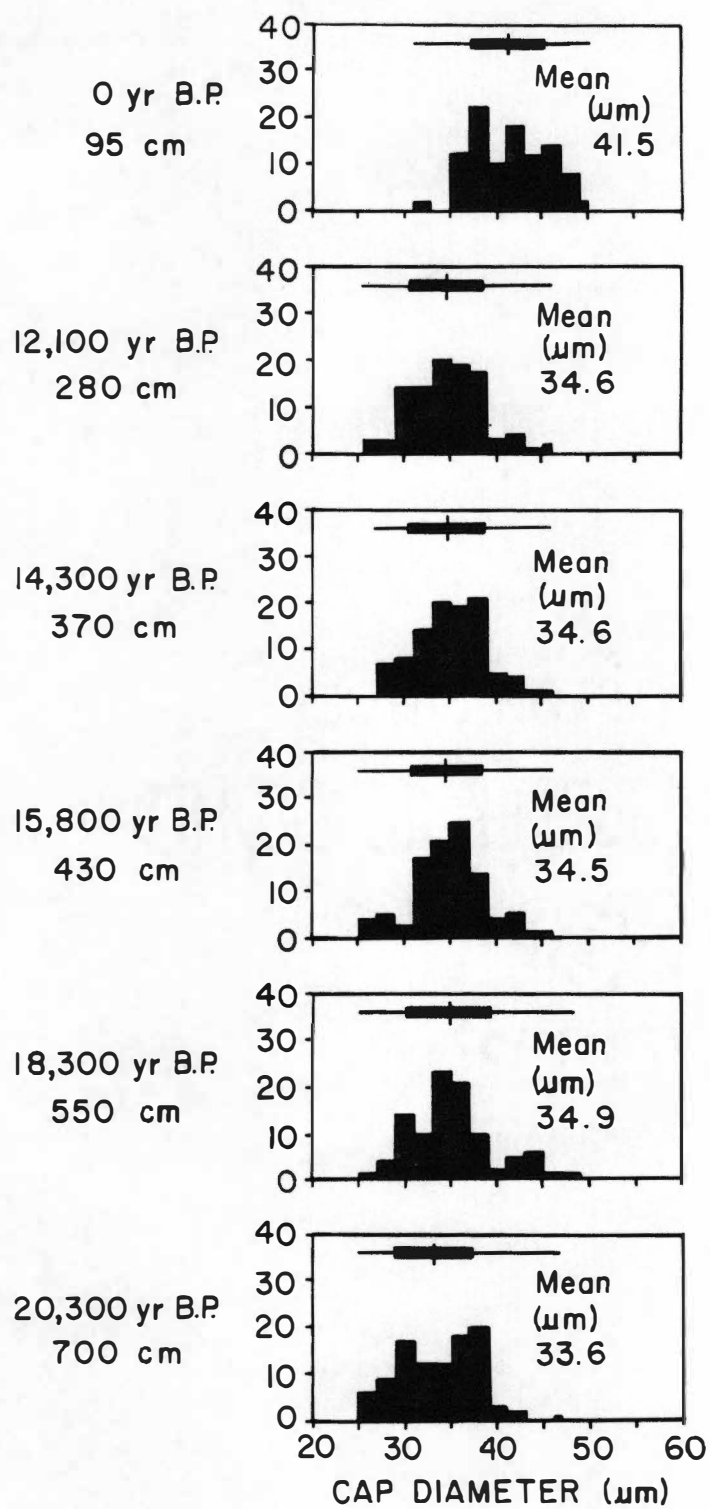 0 yr B.P.
95 cm
40
30
20
10
0
Mean
(μm)
41.5
12,100 yr B.P.
280 cm
40
30
20
10
0
Mean
(μm)
34.6
14,300 yr B.P.
370 cm
40
30
20
10
0
Mean
(μm)
34.6
15,800 yr B.P.
430 cm
40
30
20
10
0
Mean
(μm)
34.5
18,300 yr B.P.
550 cm
40
30
20
10
0
Mean
(μm)
34.9
20,300 yr B.P.
700 cm
40
30
20
10
0
Mean
(μm)
33.6
20 30 40 50 60
CAP DIAMETER (μm)